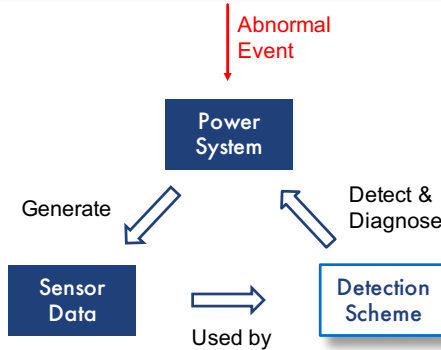 Abnormal
Event
Power
System
Generate
Detect &
Diagnose
Sensor
Data
Detection
Scheme
Used by